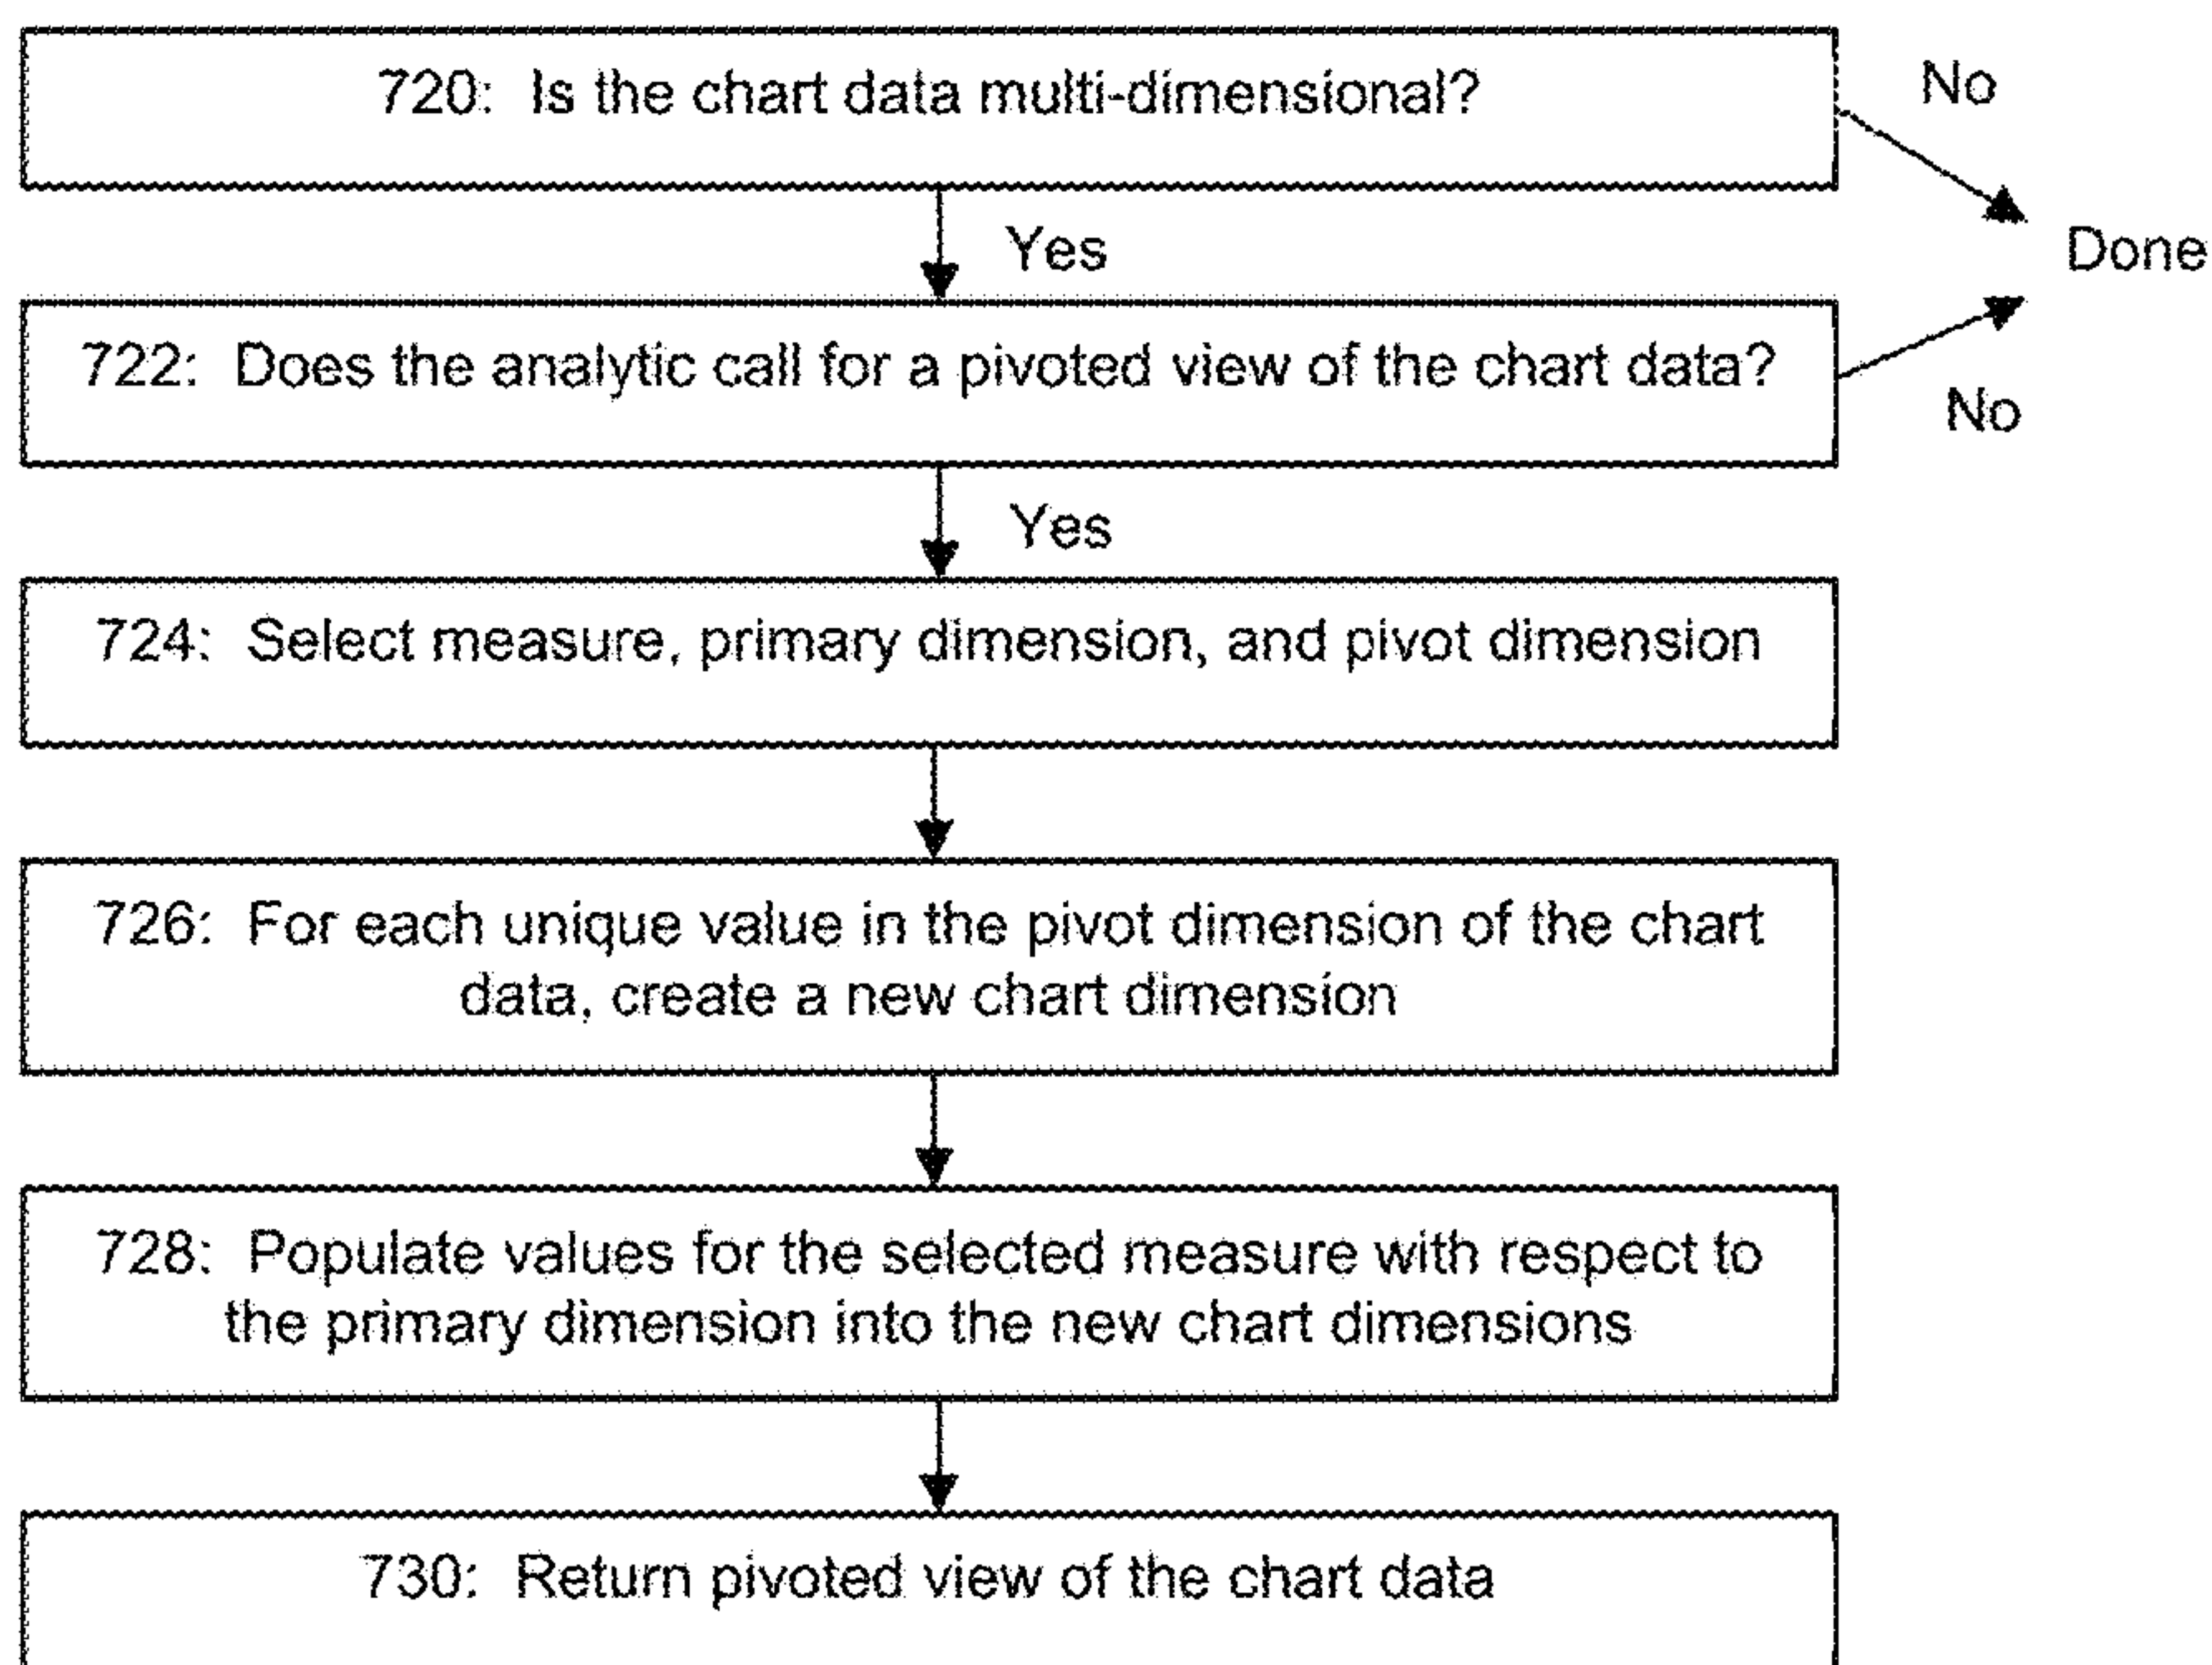 720: Is the chart data multi-dimensional?
No
Yes
Done
722: Does the analytic call for a pivoted view of the chart data?
No
Yes
724: Select measure, primary dimension, and pivot dimension
726: For each unique value in the pivot dimension of the chart
data, create a new chart dimension
728: Populate values for the selected measure with respect to
the primary dimension into the new chart dimensions
730: Return pivoted view of the chart data